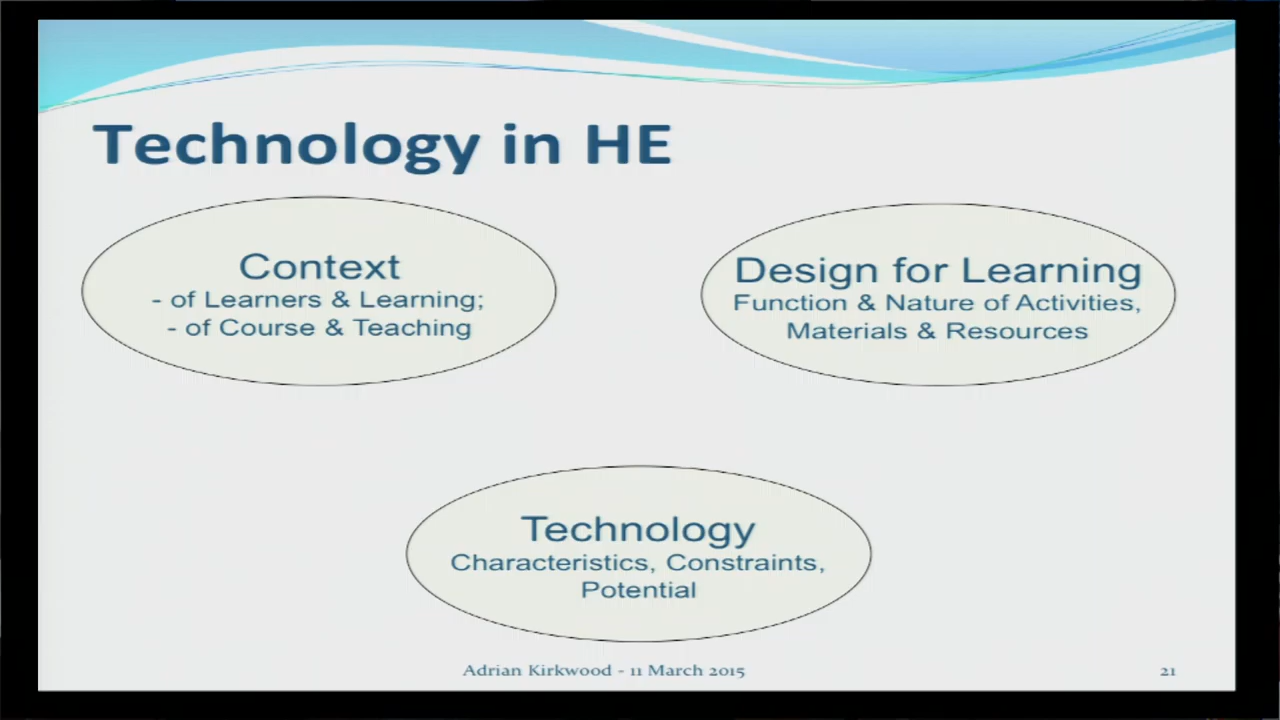 Technology in HE
Context
- of Learners & Learning;
- of Course & Teaching
Design for Learning
Function & Nature of Activities,
Materials & Resources
Technology
Characteristics, Constraints,
Potential
Adrian Kirkwood - 11 March 2015
21